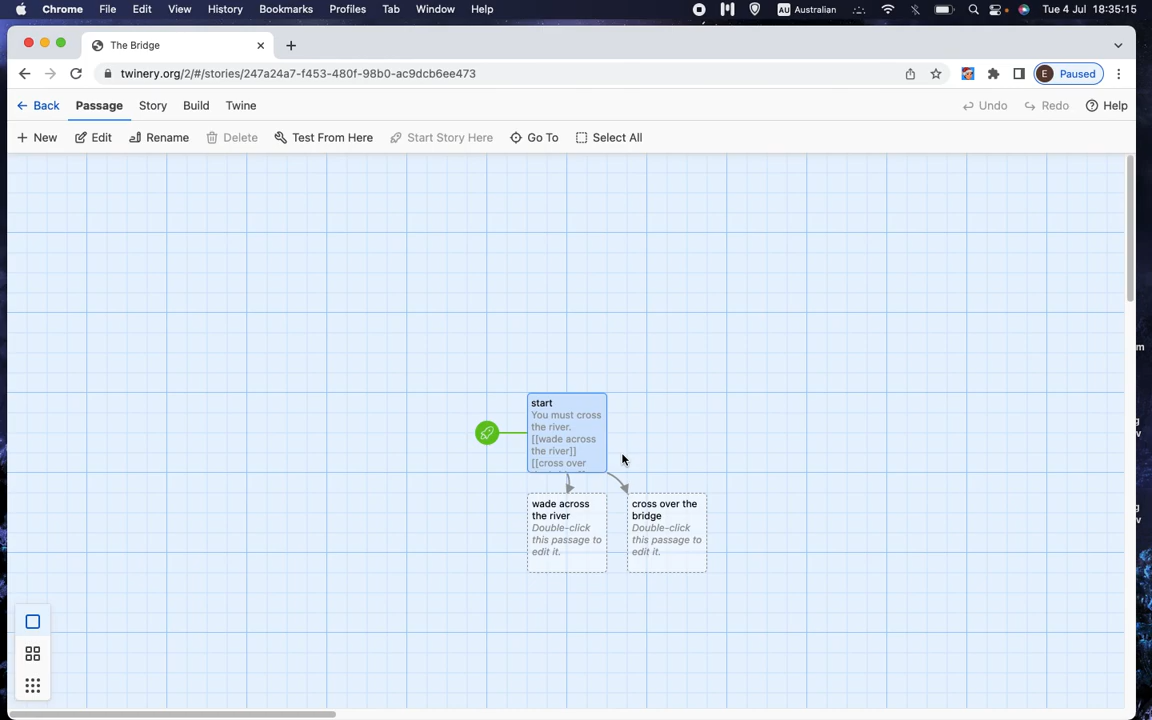 Chrome File Edit View History Bookmarks Profiles Tab Window Help AU Australian Tue 4 Jul 18:35:15
The Bridge
twinery.org/2/#/stories/247a24a7-f453-480f-98b0-ac9dcb6ee473 E Paused
Back Passage Story Build Twine Undo Redo Help
New Edit Rename Delete Test From Here Start Story Here Go To Select All
start
You must cross
the river.
[[wade across
the river]]
[[cross over
wade across
the river
Double-click
this passage to
edit it.
cross over the
bridge
Double-click
this passage to
edit it.